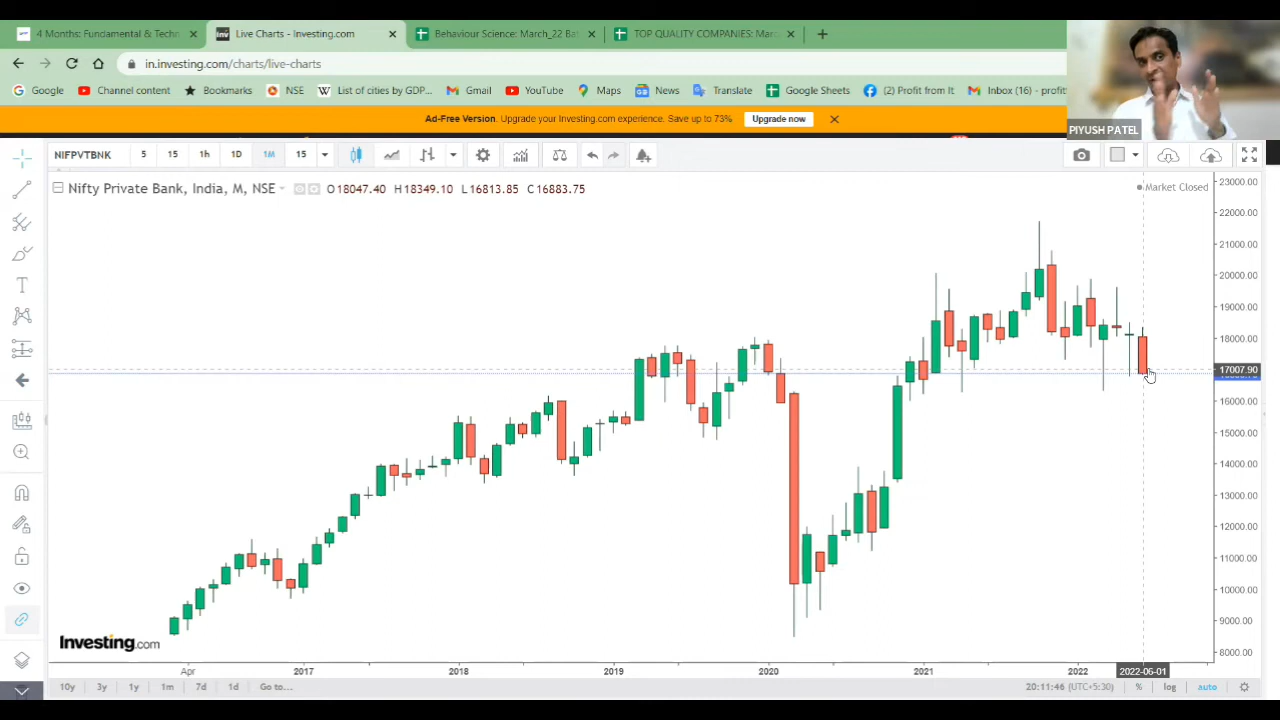 4 Months: Fundamental & Techn
Live Charts - Investing.com
Behaviour Science: March_22 Ba
TOP QUALITY COMPANIES: Mar
in.investing.com/charts/live-charts
Google
Channel content
Bookmarks
NSE
List of cities by GDP...
Gmail
YouTube
Maps
News
Translate
Google Sheets
(2) Profit from It
Inbox (16) - profit
Ad-Free Version. Upgrade your Investing.com experience. Save up to 73%
Upgrade now
PIYUSH PATEL
NIFPVTBNK
5
15
1h
1D
1M
15
Nifty Private Bank, India, M, NSE
O18047.40 H18349.10 L16813.85 C16883.75
Market Closed
23000.00
22000.00
21000.00
20000.00
19000.00
18000.00
17007.90
16000.00
15000.00
14000.00
13000.00
12000.00
11000.00
10000.00
9000.00
8000.00
Investing.com
Apr
2017
2018
2019
2020
2021
2022
2022-06-01
10y
3y
1y
1m
7d
1d
Go to...
20:11:46 (UTC+5:30)
%
log
auto